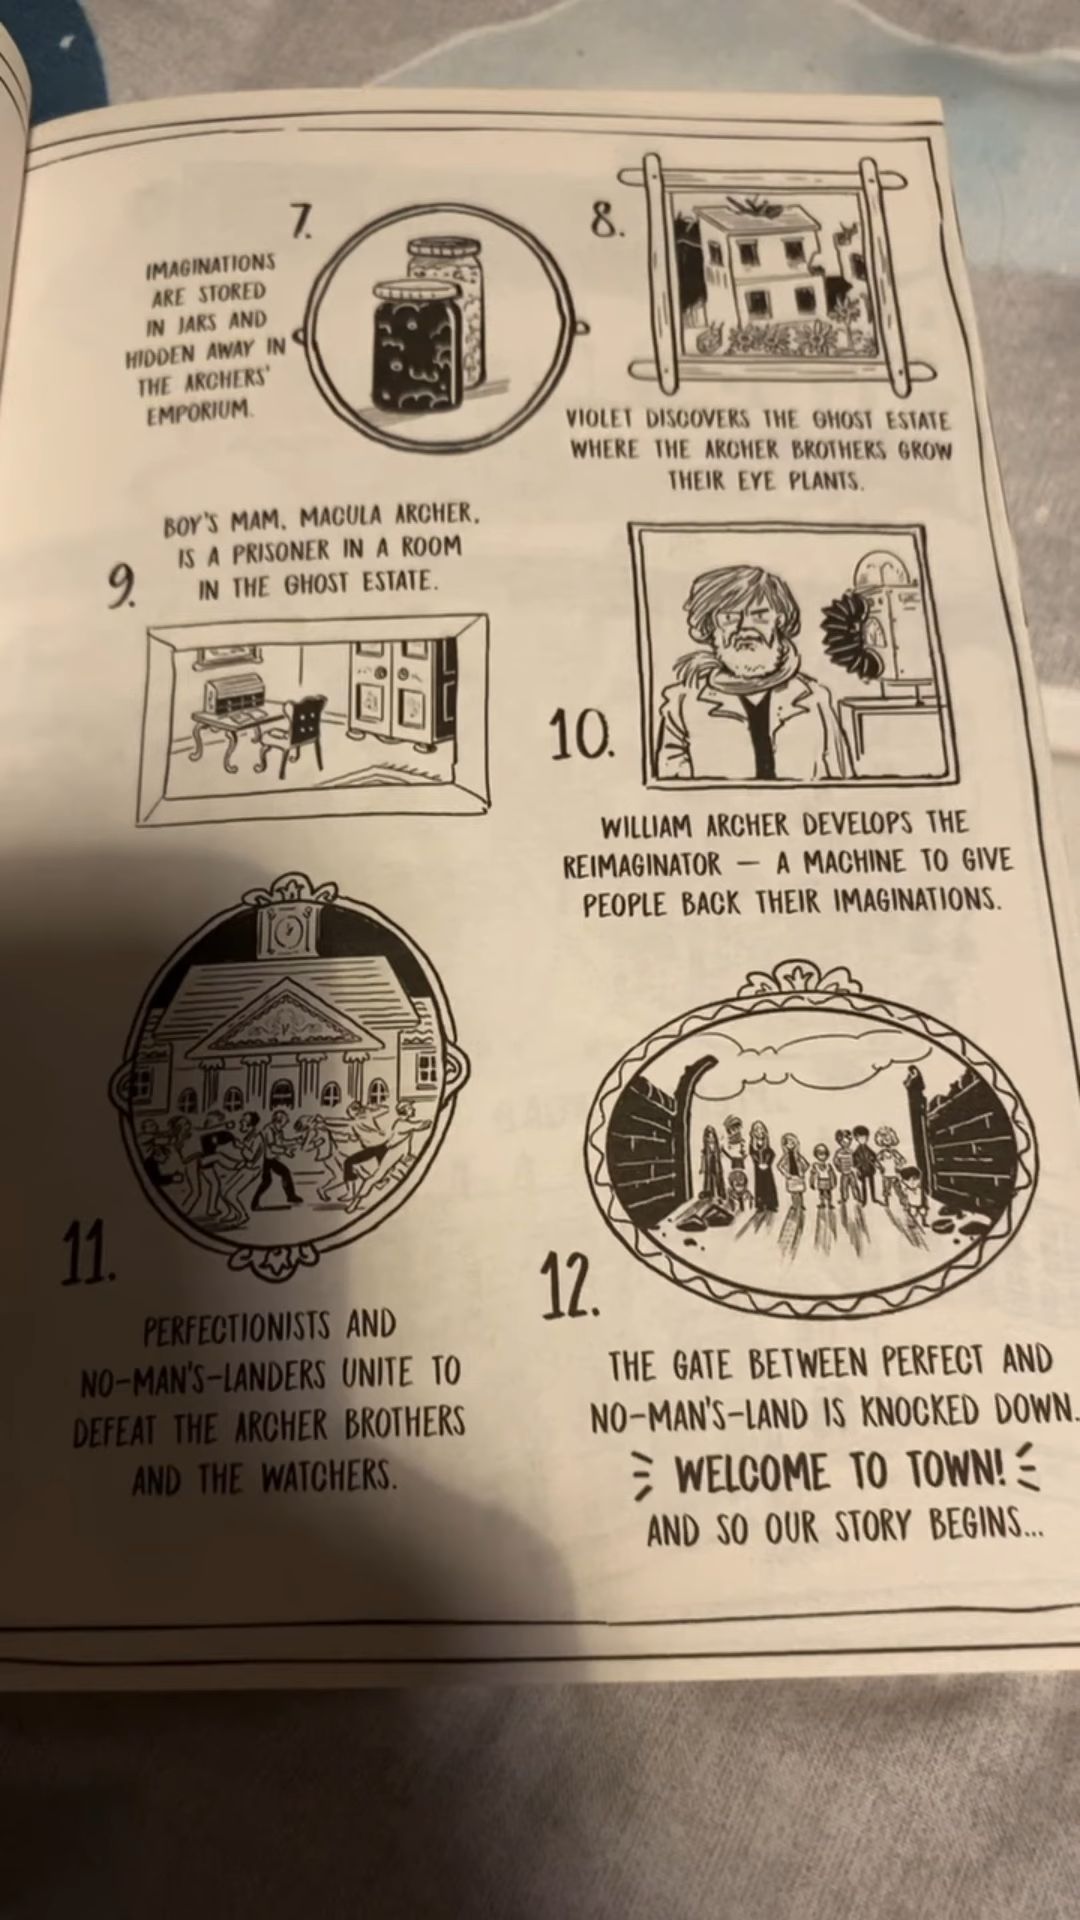 7.
IMAGINATIONS
ARE STORED
IN JARS AND
HIDDEN AWAY IN
THE ARCHERS'
EMPORIUM.
8.
VIOLET DISCOVERS THE GHOST ESTATE
WHERE THE ARCHER BROTHERS GROW
THEIR EYE PLANTS.
9.
BOY'S MAM, MACULA ARCHER,
IS A PRISONER IN A ROOM
IN THE GHOST ESTATE.
10.
WILLIAM ARCHER DEVELOPS THE
REIMAGINATOR – A MACHINE TO GIVE
PEOPLE BACK THEIR IMAGINATIONS.
11.
PERFECTIONISTS AND
NO-MAN'S-LANDERS UNITE TO
DEFEAT THE ARCHER BROTHERS
AND THE WATCHERS.
12.
THE GATE BETWEEN PERFECT AND
NO-MAN'S-LAND IS KNOCKED DOWN.
WELCOME TO TOWN!
AND SO OUR STORY BEGINS...